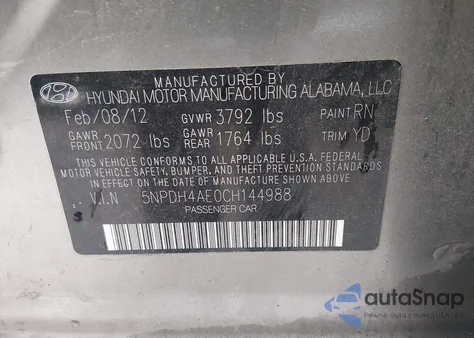 MANUFACTURED BY
HYUNDAI MOTOR MANUFACTURING ALABAMA, LLC
Feb/08/12 GVWR 3792 lbs PAINT RN
GAWR FRONT 2072 lbs GAWR REAR 1764 lbs TRIM YD
THIS VEHICLE CONFORMS TO ALL APPLICABLE U.S.A. FEDERAL
MOTOR VEHICLE SAFETY, BUMPER, AND THEFT PREVENTION
STANDARDS IN EFFECT ON THE DATE OF MANUFACTURE SHOWN ABOVE.
V.I.N 5NPDH4AE0CH144988
PASSENGER CAR
autoSnap